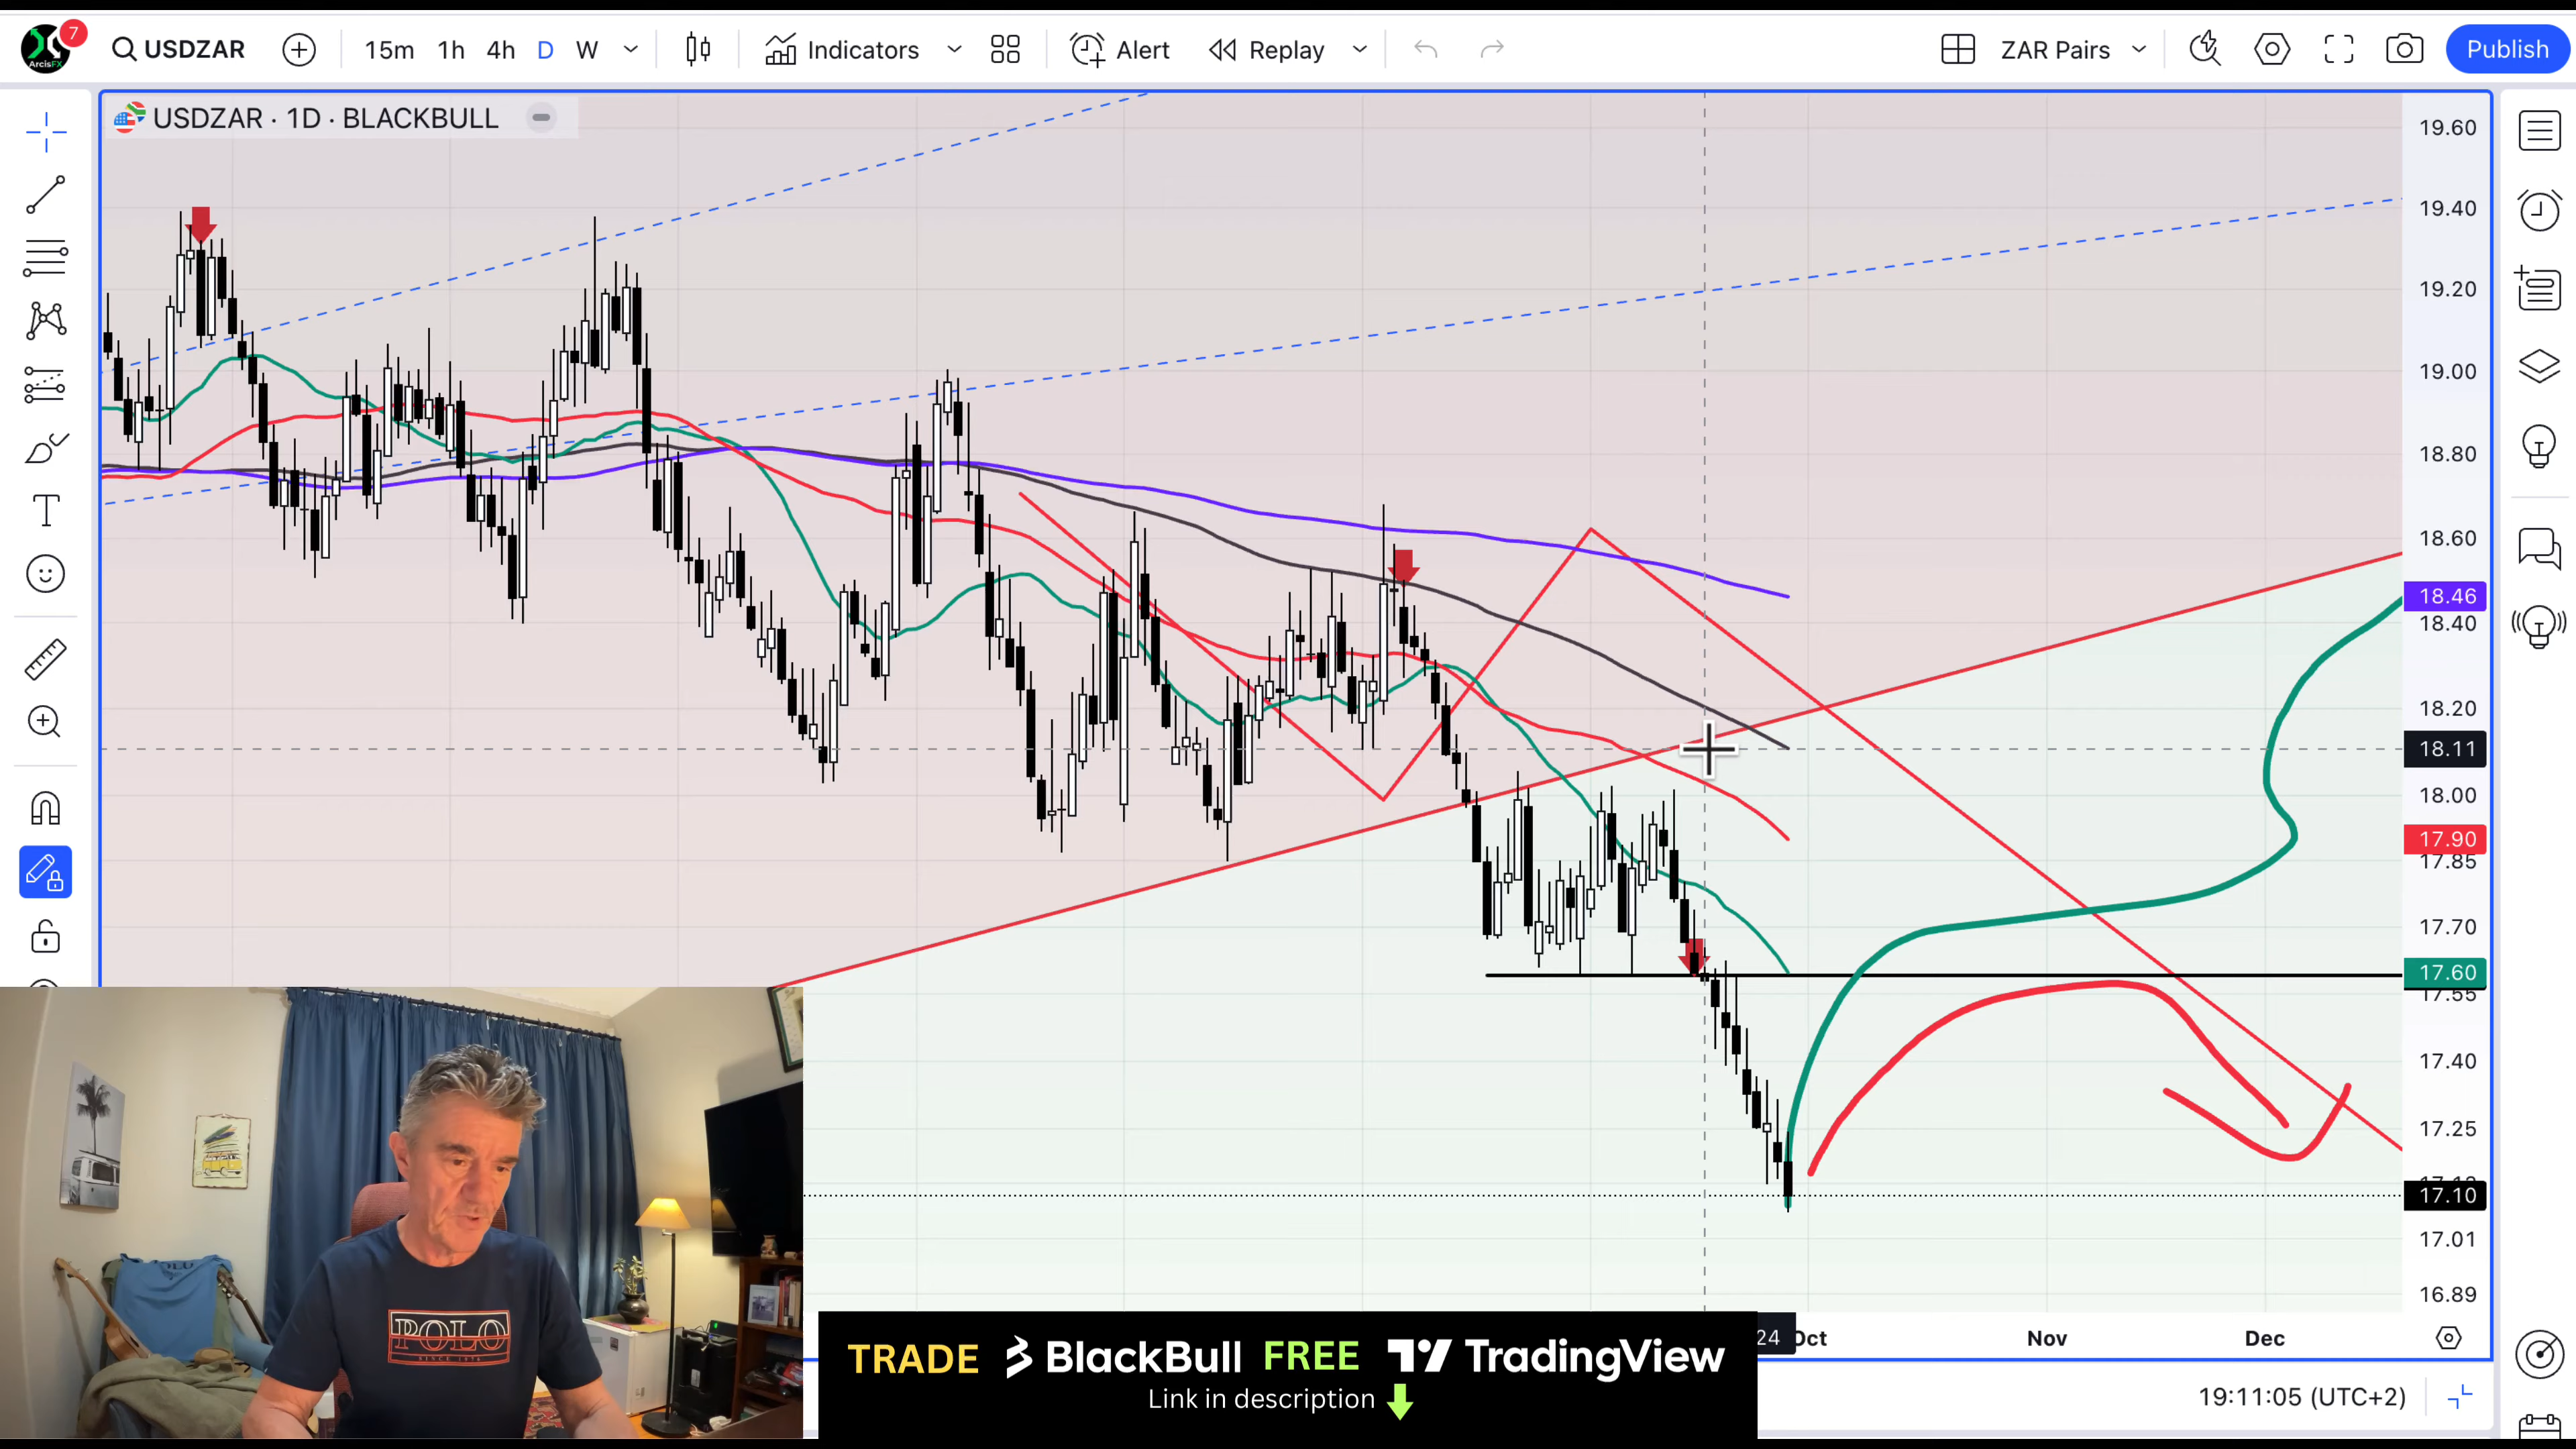 7
ArcisFX
USDZAR
15m 1h 4h D W
Indicators
Alert
Replay
ZAR Pairs
Publish
USDZAR · 1D · BLACKBULL
19.60
19.40
19.20
19.00
18.80
18.60
18.46
18.40
18.20
18.11
18.00
17.90
17.85
17.70
17.60
17.55
17.40
17.25
17.10
17.01
16.89
24 Oct Nov Dec
POLO
TRADE BlackBull FREE TradingView
Link in description
19:11:05 (UTC+2)